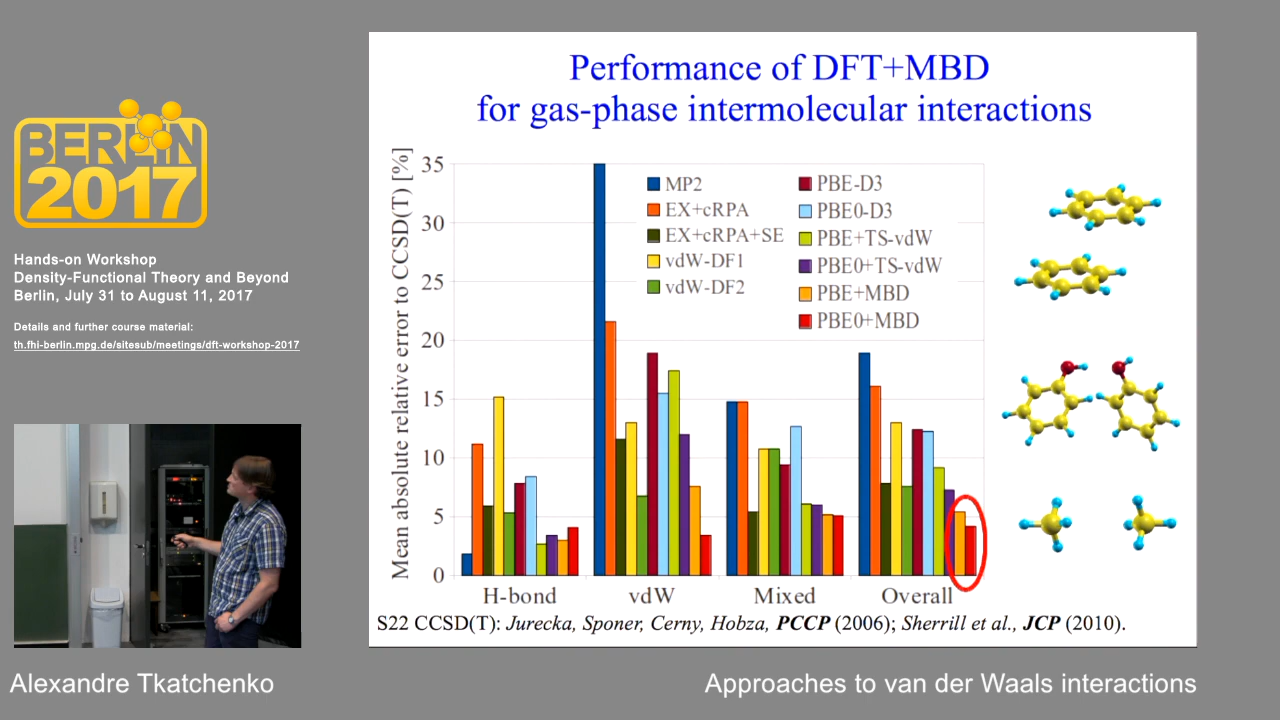 BERLIN
2017
Hands-on Workshop
Density-Functional Theory and Beyond
Berlin, July 31 to August 11, 2017
Details and further course material:
th.fhi-berlin.mpg.de/sitesub/meetings/dft-workshop-2017
Performance of DFT+MBD
for gas-phase intermolecular interactions
Mean absolute relative error to CCSD(T) [%]
35
30
25
20
15
10
5
0
MP2
EX+cRPA
EX+cRPA+SE
vdW-DF1
vdW-DF2
PBE-D3
PBE0-D3
PBE+TS-vdW
PBE0+TS-vdW
PBE+MBD
PBE0+MBD
H-bond
vdW
Mixed
Overall
S22 CCSD(T): Jurecka, Sponer, Cerny, Hobza, PCCP (2006); Sherrill et al., JCP (2010).
Alexandre Tkatchenko
Approaches to van der Waals interactions